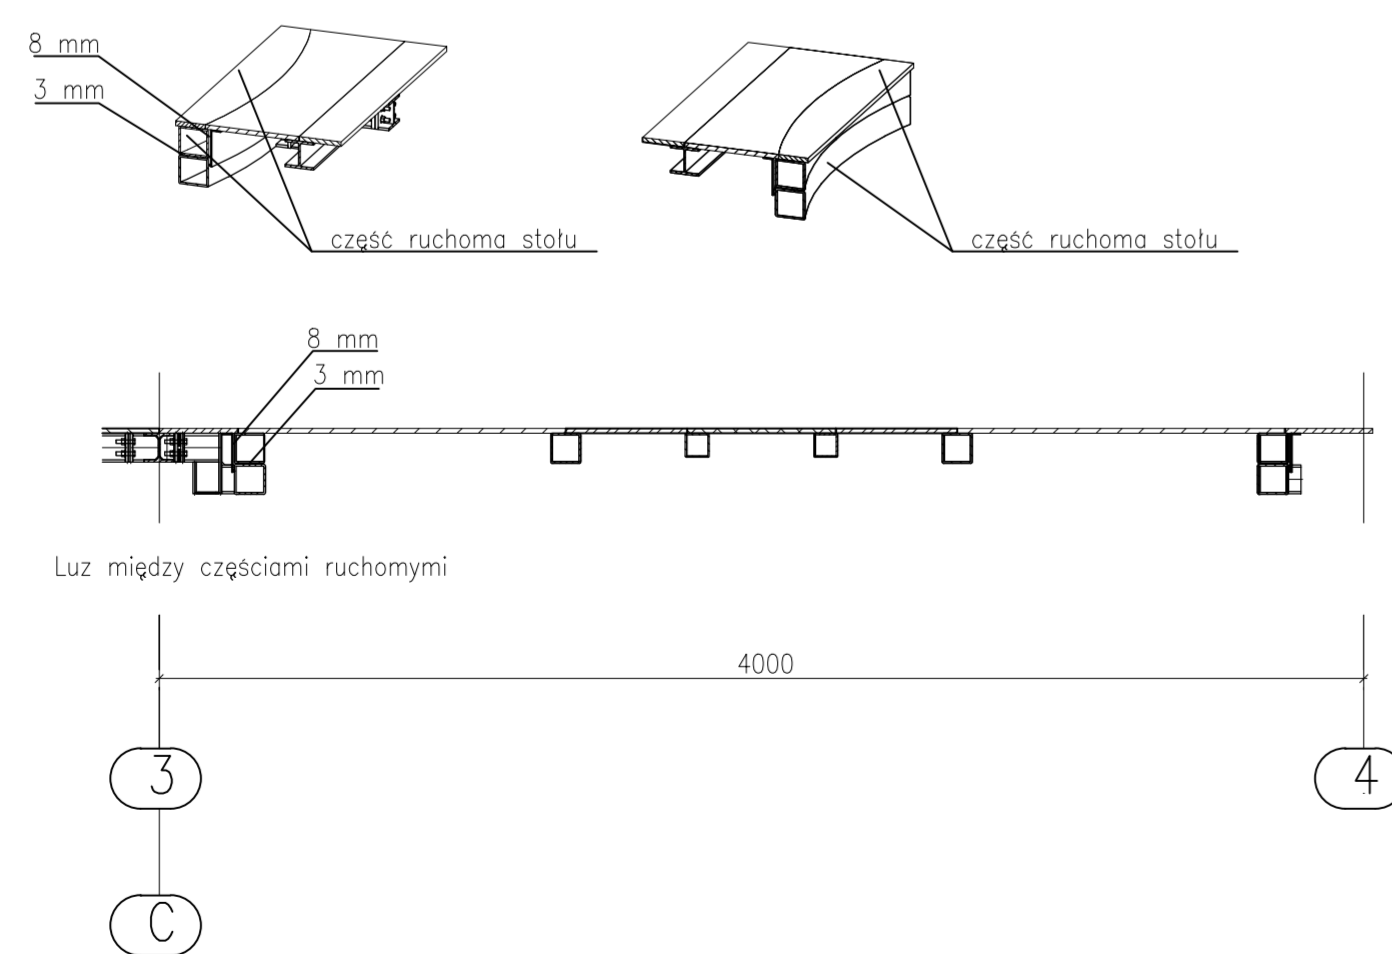 8 mm
3 mm
część ruchoma stołu
część ruchoma stołu
8 mm
3 mm
Luz między częściami ruchomymi
4000
3
4
C